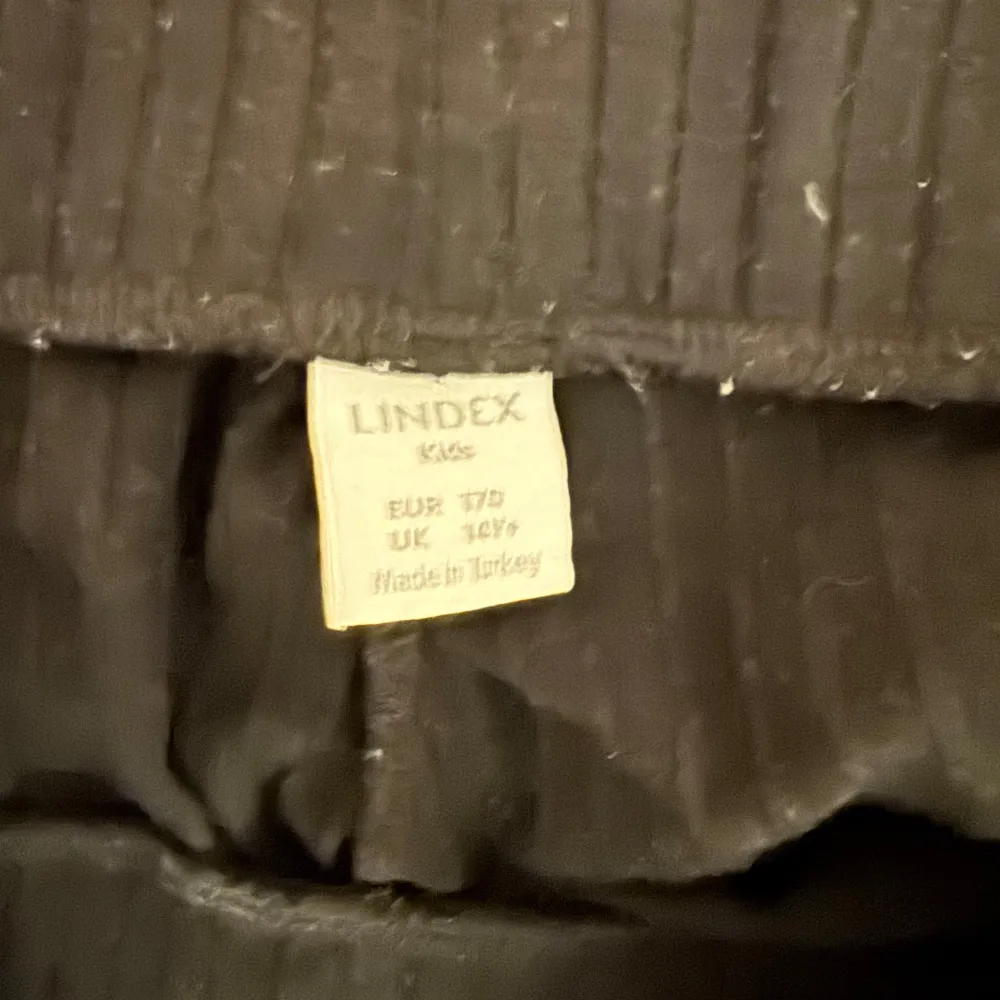 LINDEX
Kids
EUR 170
UK 14Y+
Made in Turkey